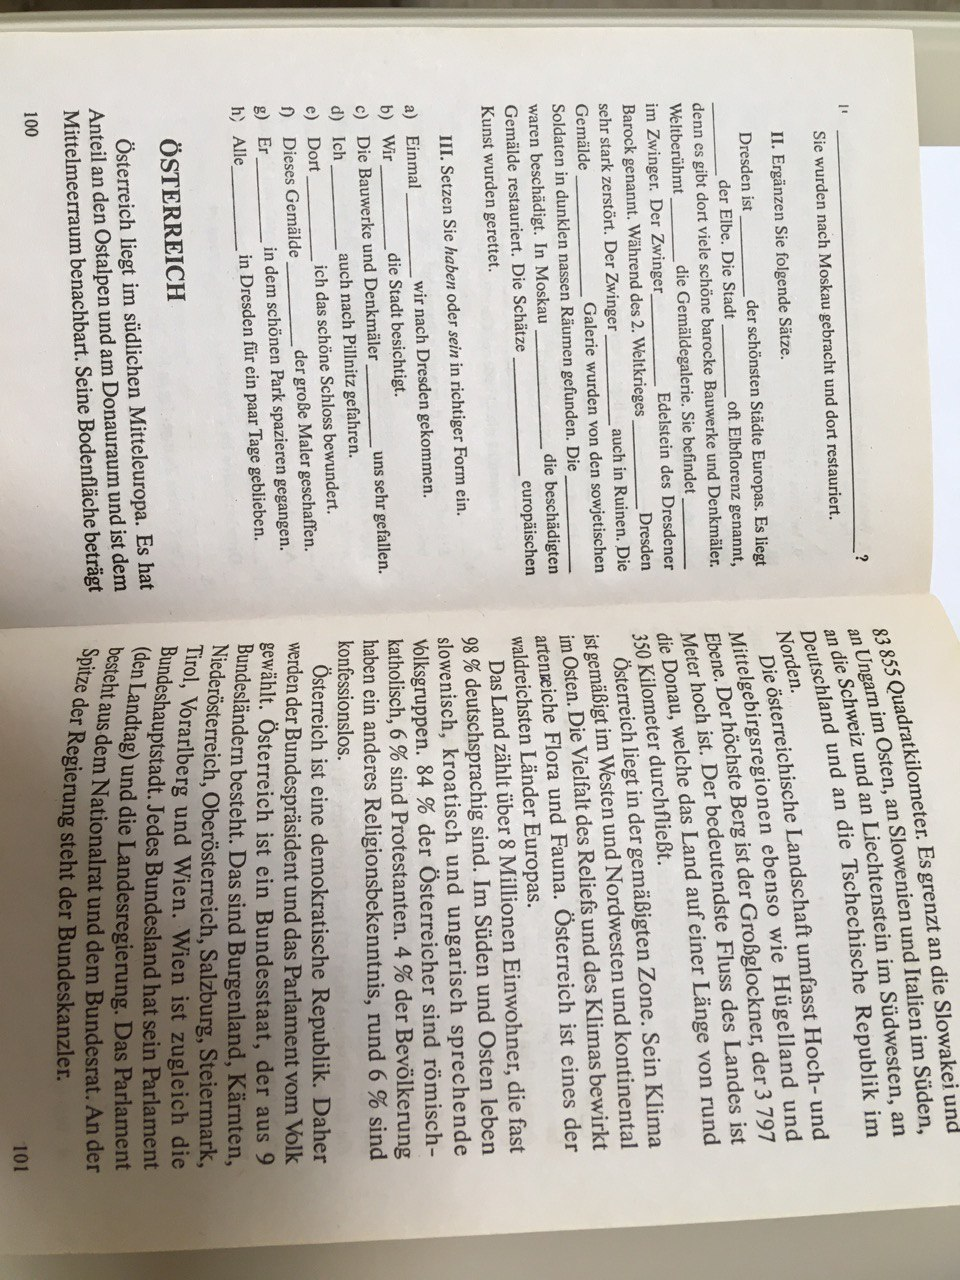 ________________________?
Sie wurden nach Moskau gebracht und dort restauriert.
II. Ergänzen Sie folgende Sätze.
Dresden ist ________ der schönsten Städte Europas. Es liegt
________ der Elbe. Die Stadt ________ oft Elbflorenz genannt,
denn es gibt dort viele schöne barocke Bauwerke und Denkmäler.
Weltberühmt ________ die Gemäldegalerie. Sie befindet ________
im Zwinger. Der Zwinger ________ Edelstein des Dresdener
Barock genannt. Während des 2. Weltkrieges ________ Dresden
sehr stark zerstört. Der Zwinger ________ auch in Ruinen. Die
Gemälde ________ Galerie wurden von den sowjetischen
Soldaten in dunklen nassen Räumen gefunden. Die ________
waren beschädigt. In Moskau ________ die beschädigten
Gemälde restauriert. Die Schätze ________ europäischen
Kunst wurden gerettet.
III. Setzen Sie haben oder sein in richtiger Form ein.
a) Einmal ________ wir nach Dresden gekommen.
b) Wir ________ die Stadt besichtigt.
c) Die Bauwerke und Denkmäler ________ uns sehr gefallen.
d) Ich ________ auch nach Pillnitz gefahren.
e) Dort ________ ich das schöne Schloss bewundert.
f) Dieses Gemälde ________ der große Maler geschaffen.
g) Er ________ in dem schönen Park spazieren gegangen.
h) Alle ________ in Dresden für ein paar Tage geblieben.
ÖSTERREICH
Österreich liegt im südlichen Mitteleuropa. Es hat
Anteil an den Ostalpen und am Donauraum und ist dem
Mittelmeerraum benachbart. Seine Bodenfläche beträgt
100
83 855 Quadratkilometer. Es grenzt an die Slowakei und
an Ungarn im Osten, an Slowenien und Italien im Süden,
an die Schweiz und an Liechtenstein im Südwesten, an
Deutschland und an die Tschechische Republik im
Norden.
Die österreichische Landschaft umfasst Hoch- und
Mittelgebirgsregionen ebenso wie Hügelland und
Ebene. Der höchste Berg ist der Großglockner, der 3 797
Meter hoch ist. Der bedeutendste Fluss des Landes ist
die Donau, welche das Land auf einer Länge von rund
350 Kilometer durchfließt.
Österreich liegt in der gemäßigten Zone. Sein Klima
ist gemäßigt im Westen und Nordwesten und kontinental
im Osten. Die Vielfalt des Reliefs und des Klimas bewirkt
artenreiche Flora und Fauna. Österreich ist eines der
waldreichsten Länder Europas.
Das Land zählt über 8 Millionen Einwohner, die fast
98 % deutschsprachig sind. Im Süden und Osten leben
slowenisch, kroatisch und ungarisch sprechende
Volksgruppen. 84 % der Österreicher sind römisch-
katholisch, 6 % sind Protestanten. 4 % der Bevölkerung
haben ein anderes Religionsbekenntnis, rund 6 % sind
konfessionslos.
Österreich ist eine demokratische Republik. Daher
werden der Bundespräsident und das Parlament vom Volk
gewählt. Österreich ist ein Bundesstaat, der aus 9
Bundesländern besteht. Das sind Burgenland, Kärnten,
Niederösterreich, Oberösterreich, Salzburg, Steiermark,
Tirol, Vorarlberg und Wien. Wien ist zugleich die
Bundeshauptstadt. Jedes Bundesland hat sein Parlament
(den Landtag) und die Landesregierung. Das Parlament
besteht aus dem Nationalrat und dem Bundesrat. An der
Spitze der Regierung steht der Bundeskanzler.
101